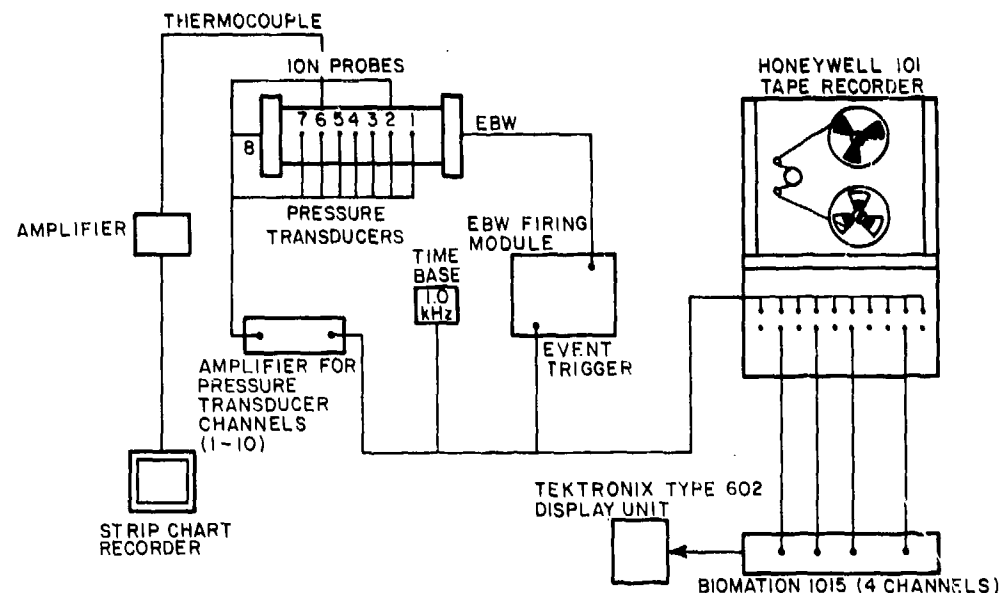 THERMOCOUPLE
ION PROBES
7 6 5 4 3 2 1
8
EBW
PRESSURE
TRANSDUCERS
AMPLIFIER
EBW FIRING
MODULE
TIME
BASE
1.0
kHz
EVENT
TRIGGER
AMPLIFIER FOR
PRESSURE
TRANSDUCER
CHANNELS
(1-10)
STRIP CHART
RECORDER
HONEYWELL 101
TAPE RECORDER
TEKTRONIX TYPE 602
DISPLAY UNIT
BIOMATION 1015 (4 CHANNELS)